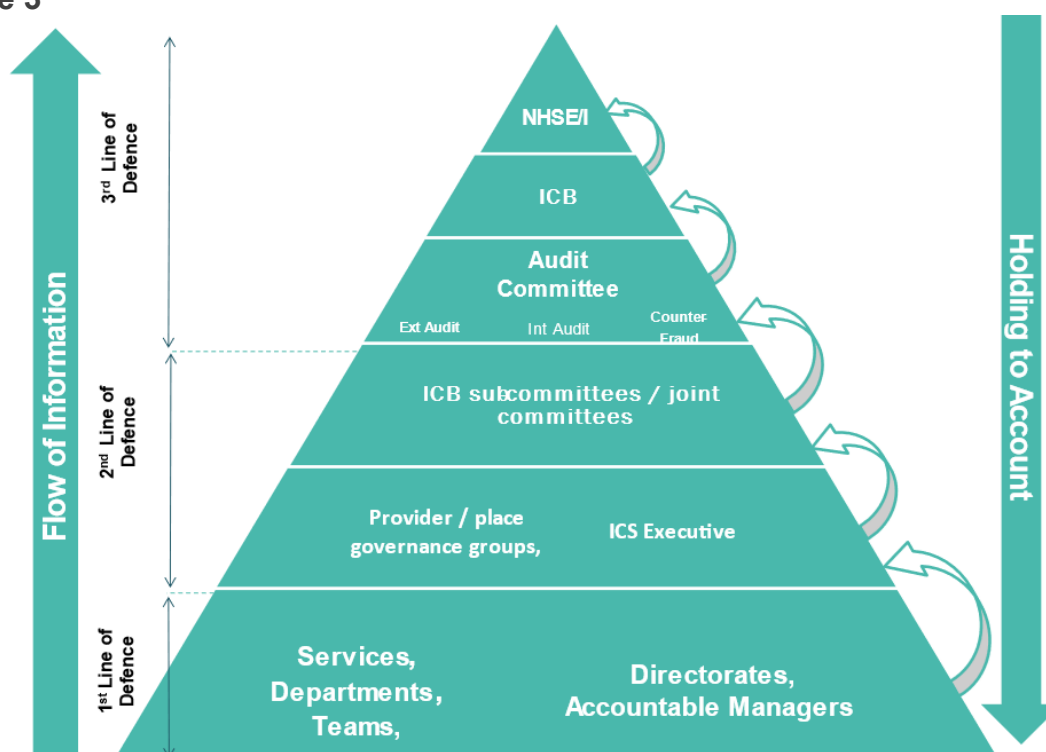 e 3
NHSE/I
ICB
Audit
Committee
Ext Audit
Int Audit
Counter-
Fraud
ICB subcommittees / joint
committees
Provider / place
governance groups,
ICS Executive
Services,
Departments,
Teams,
Directorates,
Accountable Managers
3rd Line of
Defence
2nd Line of
Defence
1st Line of
Defence
Flow of Information
Holding to Account